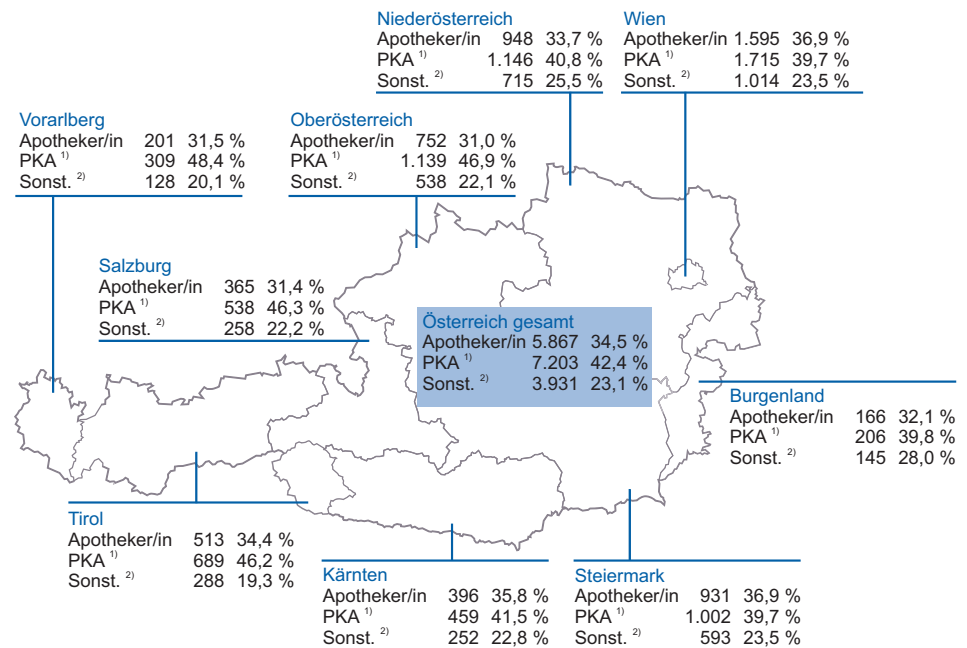 Niederösterreich
Apotheker/in 948 33,7 %
PKA 1) 1.146 40,8 %
Sonst. 2) 715 25,5 %
Wien
Apotheker/in 1.595 36,9 %
PKA 1) 1.715 39,7 %
Sonst. 2) 1.014 23,5 %
Vorarlberg
Apotheker/in 201 31,5 %
PKA 1) 309 48,4 %
Sonst. 2) 128 20,1 %
Oberösterreich
Apotheker/in 752 31,0 %
PKA 1) 1.139 46,9 %
Sonst. 2) 538 22,1 %
Salzburg
Apotheker/in 365 31,4 %
PKA 1) 538 46,3 %
Sonst. 2) 258 22,2 %
Österreich gesamt
Apotheker/in 5.867 34,5 %
PKA 1) 7.203 42,4 %
Sonst. 2) 3.931 23,1 %
Burgenland
Apotheker/in 166 32,1 %
PKA 1) 206 39,8 %
Sonst. 2) 145 28,0 %
Tirol
Apotheker/in 513 34,4 %
PKA 1) 689 46,2 %
Sonst. 2) 288 19,3 %
Kärnten
Apotheker/in 396 35,8 %
PKA 1) 459 41,5 %
Sonst. 2) 252 22,8 %
Steiermark
Apotheker/in 931 36,9 %
PKA 1) 1.002 39,7 %
Sonst. 2) 593 23,5 %